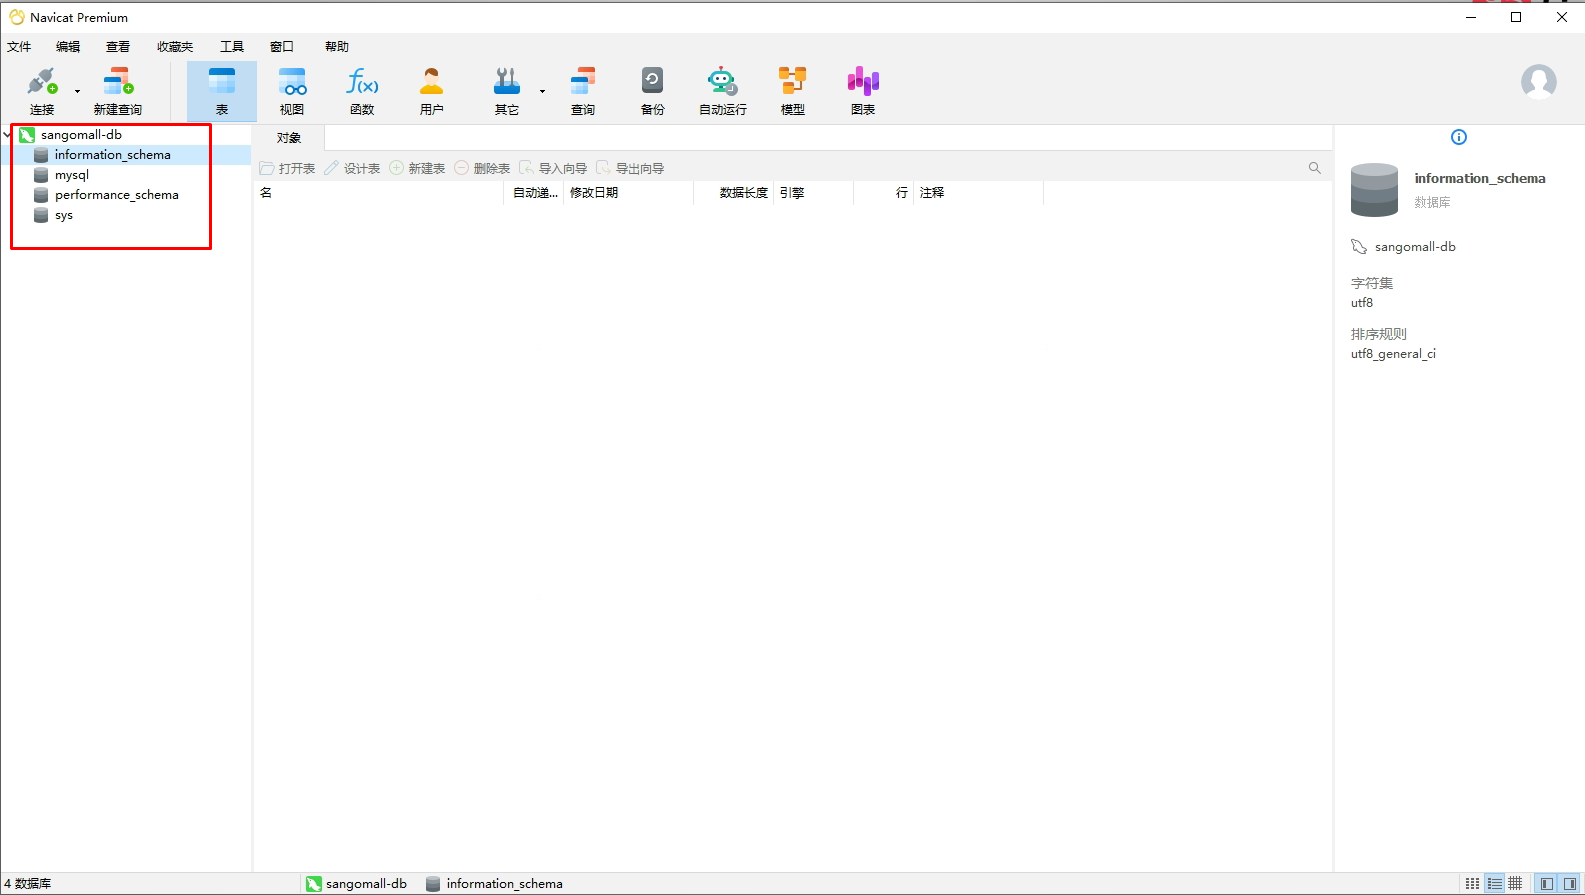 Navicat Premium
文件 编辑 查看 收藏夹 工具 窗口 帮助
连接 新建查询 表 视图 函数 用户 其它 查询 备份 自动运行 模型 图表
sangomall-db
information_schema
mysql
performance_schema
sys
对象
打开表 设计表 新建表 删除表 导入向导 导出向导
名 自动递... 修改日期 数据长度 引擎 行 注释
information_schema
数据库
sangomall-db
字符集
utf8
排序规则
utf8_general_ci
4 数据库 sangomall-db information_schema